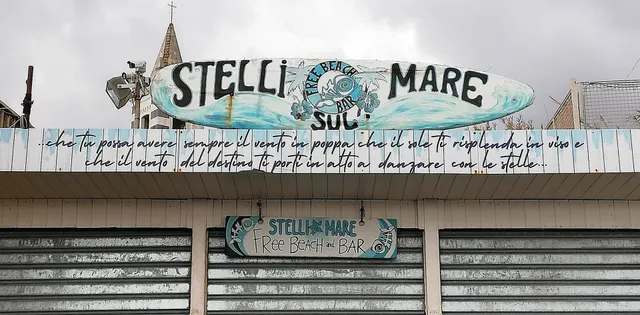 STELLI SUL MARE
FREE BEACH BAR
...che tu possa avere sempre il vento in poppa che il sole ti risplenda in viso e
che il vento del destino ti porti in alto a danzare con le stelle...
STELLI SUL MARE
FREE BEACH and BAR